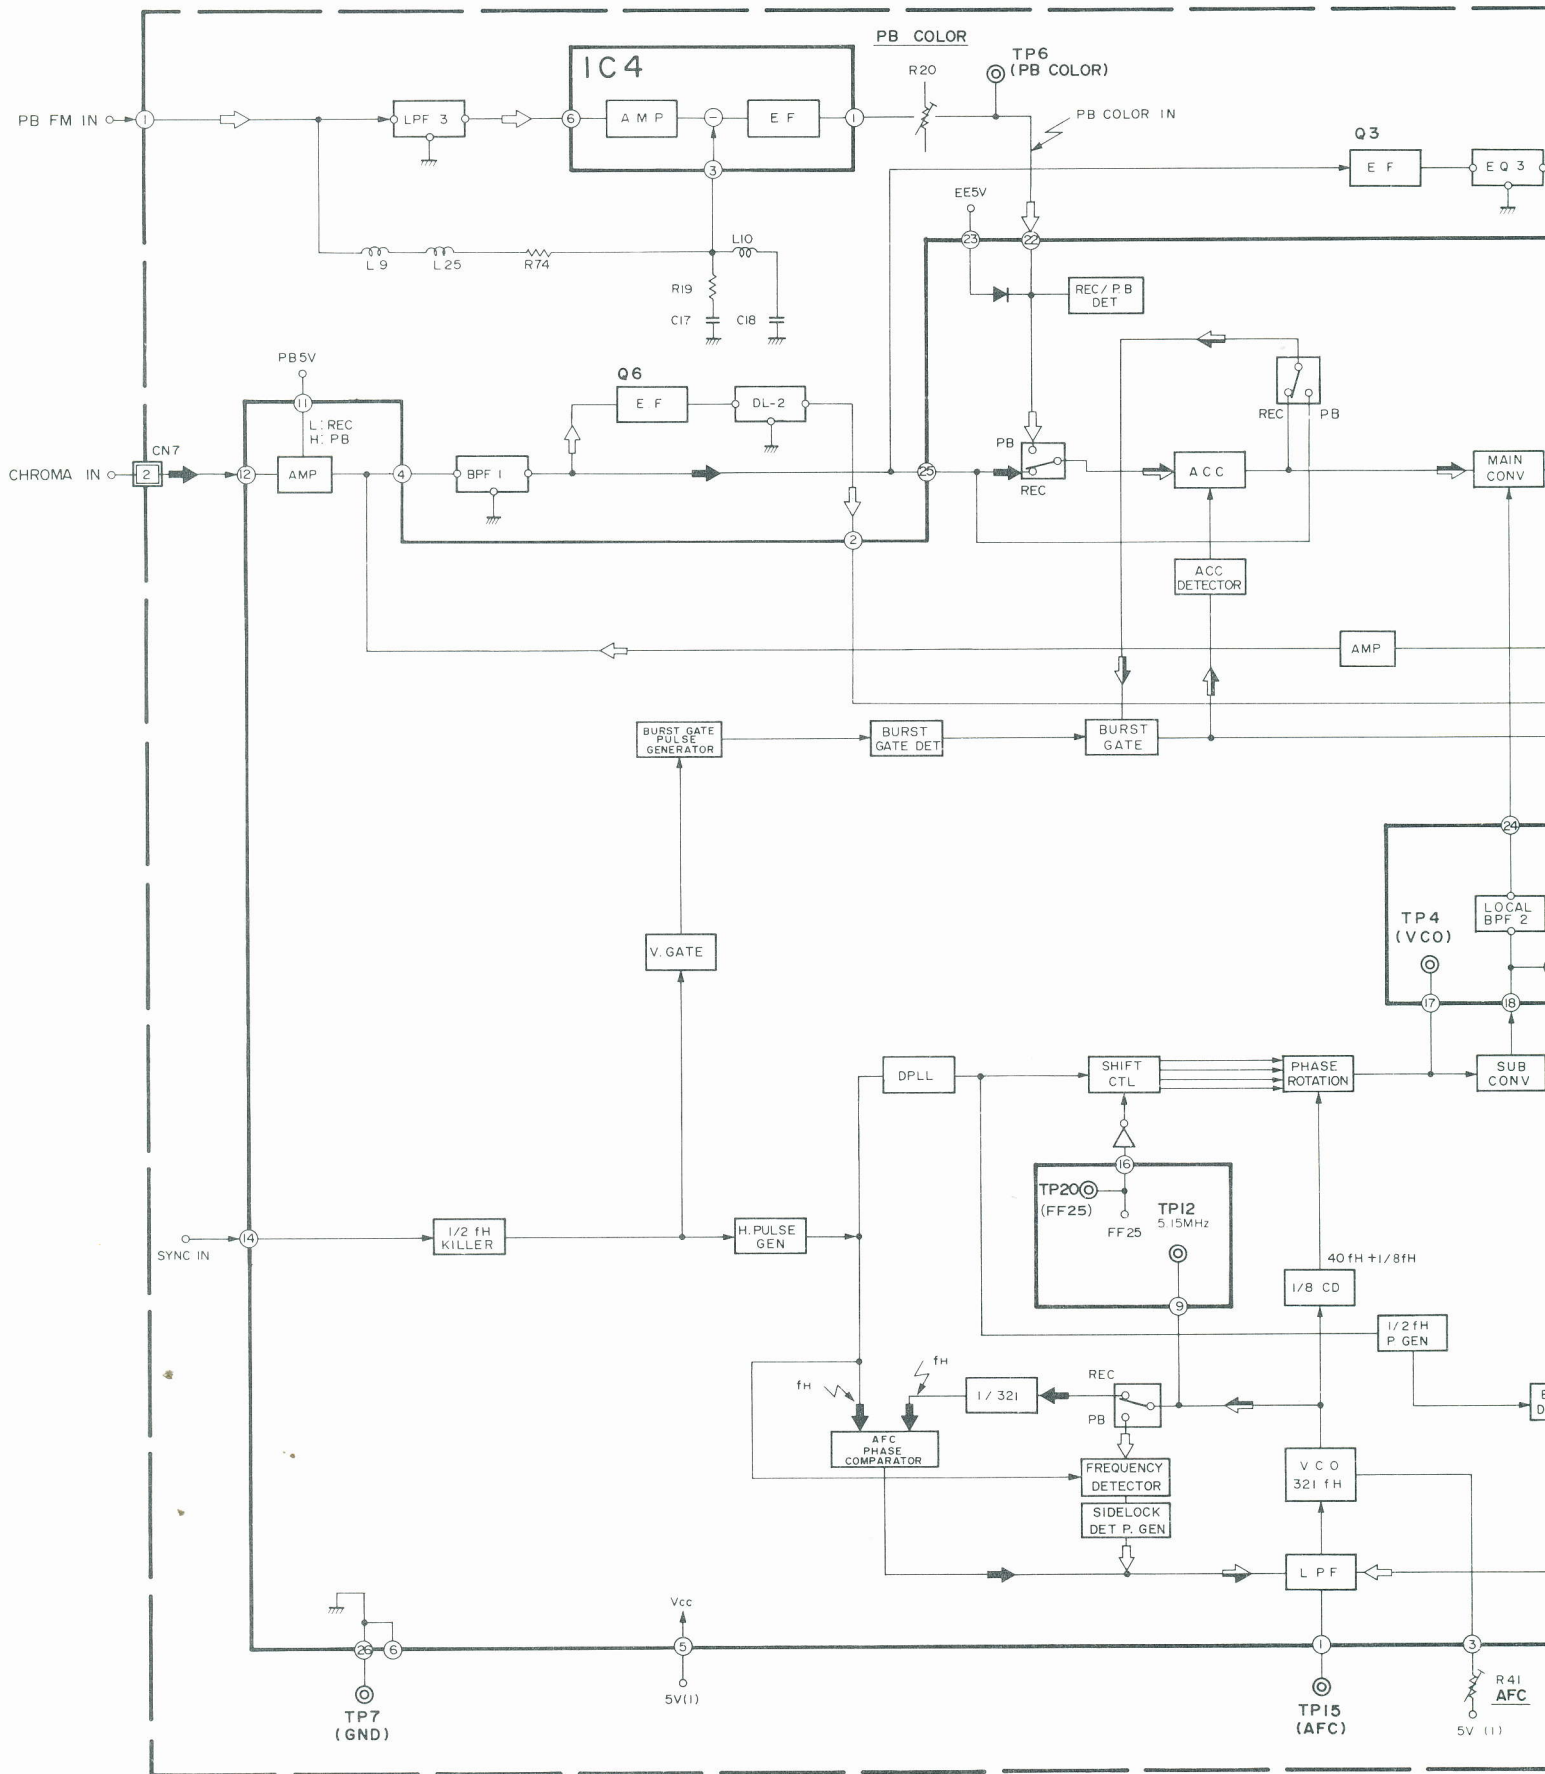 PB COLOR
IC4
TP6
(PB COLOR)
R20
PB FM IN
1
LPF 3
6
AMP
−
EF
1
PB COLOR IN
3
Q3
EF
EQ 3
EE5V
23
22
L9
L25
R74
L10
R19
C17
C18
REC/PB
DET
PB5V
11
L: REC
H: PB
Q6
EF
DL-2
REC
PB
CN7
CHROMA IN
2
12
AMP
4
BPF 1
25
PB
REC
ACC
MAIN
CONV
2
ACC
DETECTOR
AMP
BURST GATE
PULSE
GENERATOR
BURST
GATE DET
BURST
GATE
24
LOCAL
BPF 2
TP4
(VCO)
V. GATE
17
18
DPLL
SHIFT
CTL
PHASE
ROTATION
SUB
CONV
16
TP20
(FF25)
FF25
TP12
5.15MHz
9
14
SYNC IN
1/2 fH
KILLER
H. PULSE
GEN
40fH+1/8fH
1/8 CD
1/2fH
P. GEN
fH
fH
1/321
REC
PB
AFC
PHASE
COMPARATOR
FREQUENCY
DETECTOR
SIDELOCK
DET P. GEN
VCO
321 fH
LPF
Vcc
26
6
5
1
3
TP7
(GND)
5V(1)
TP15
(AFC)
R41
AFC
5V (1)